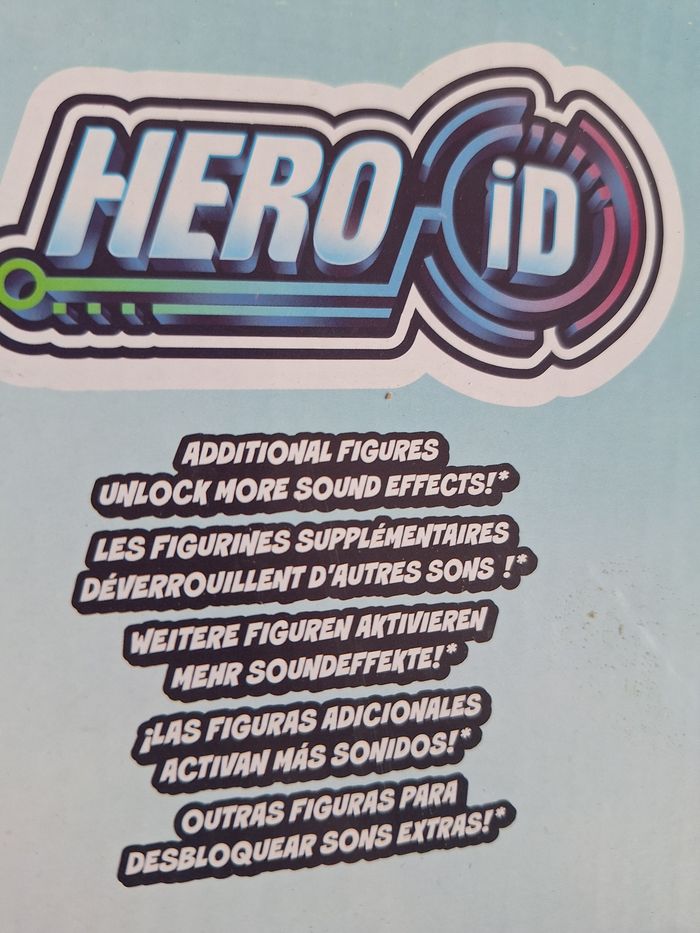 HERO iD
ADDITIONAL FIGURES
UNLOCK MORE SOUND EFFECTS!*
LES FIGURINES SUPPLÉMENTAIRES
DÉVERROUILLENT D'AUTRES SONS !*
WEITERE FIGUREN AKTIVIEREN
MEHR SOUNDEFFEKTE!*
¡LAS FIGURAS ADICIONALES
ACTIVAN MÁS SONIDOS!*
OUTRAS FIGURAS PARA
DESBLOQUEAR SONS EXTRAS!*